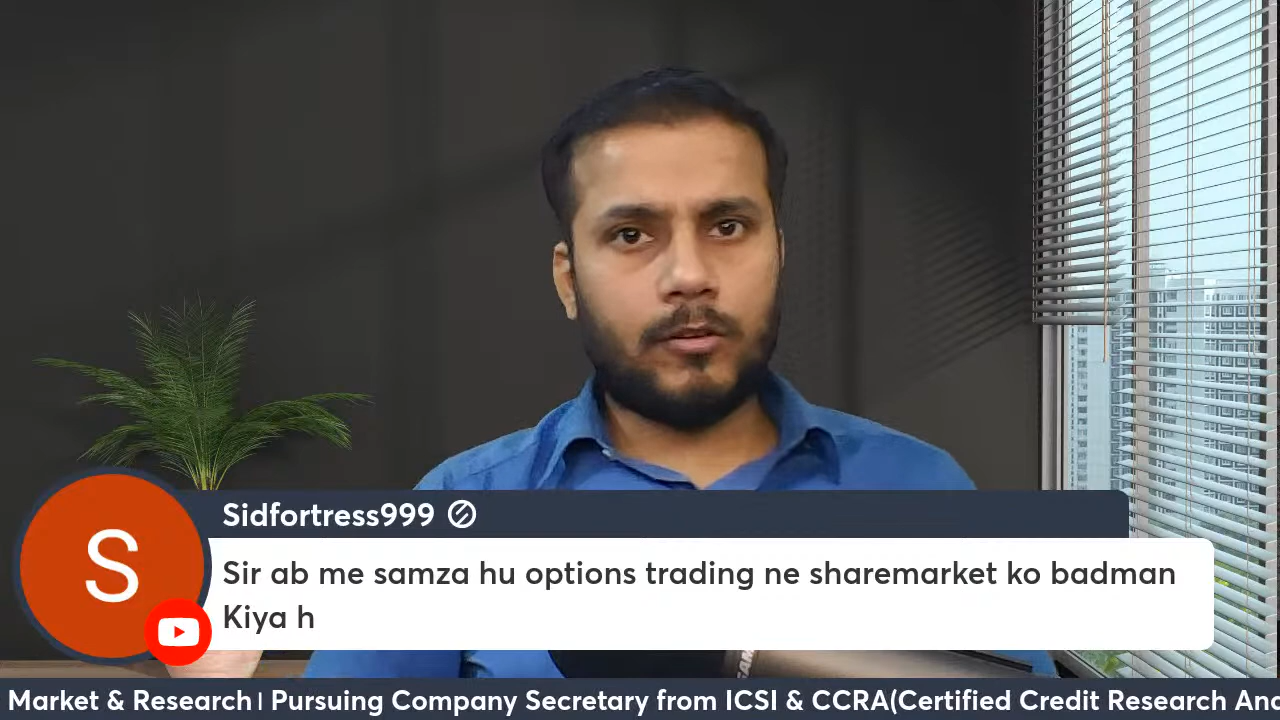 Sidfortress999
S
Sir ab me samza hu options trading ne sharemarket ko badman
Kiya h
Market & Research | Pursuing Company Secretary from ICSI & CCRA(Certified Credit Research Ana